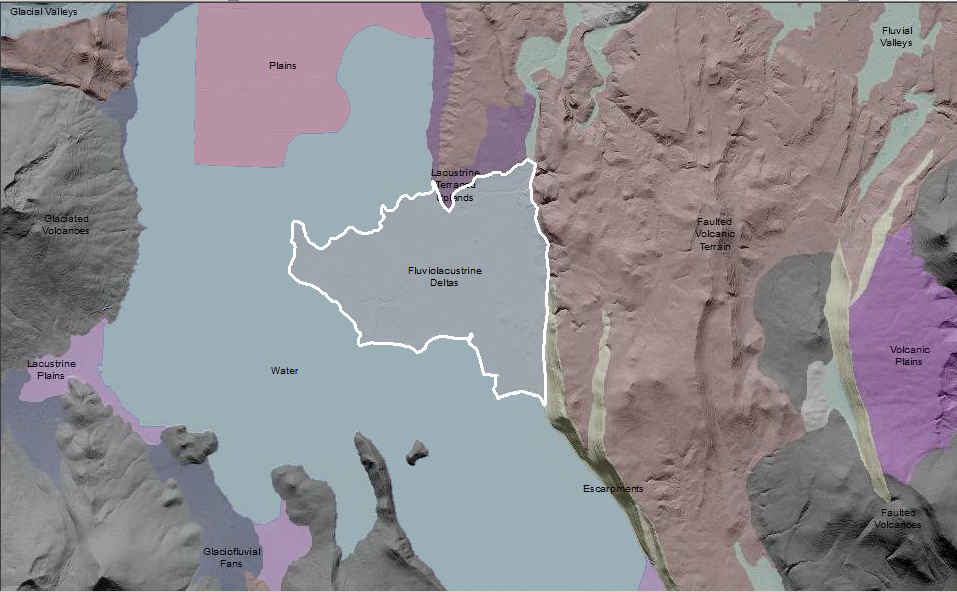 Glacial Valleys
Fluvial
Valleys
Plains
Lacustrine
Terraced
Uplands
Glaciated
Volcanoes
Faulted
Volcanic
Terrain
Fluviolacustrine
Deltas
Volcanic
Plains
Lacustrine
Plains
Water
Escarpments
Faulted
Volcanoes
Glaciofluvial
Fans